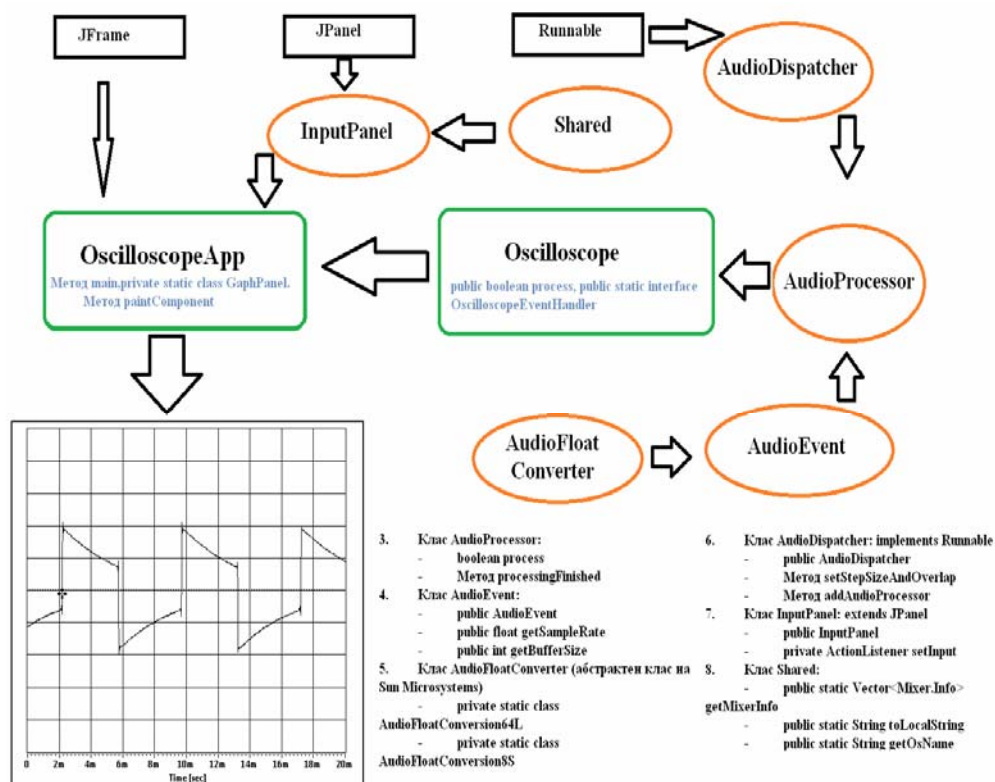 JFrame
JPanel
Runnable
AudioDispatcher
InputPanel
Shared
OscilloscopeApp
Метод main.private static class GaphPanel.
Метод paintComponent
Oscilloscope
public boolean process, public static interface
OscilloscopeEventHandler
AudioProcessor
AudioFloat
Converter
AudioEvent
0
2m
4m
6m
8m
10m
12m
14m
16m
18m
20m
Time [sec]
3. Клас AudioProcessor:
- boolean process
- Метод processingFinished
4. Клас AudioEvent:
- public AudioEvent
- public float getSampleRate
- public int getBufferSize
5. Клас AudioFloatConverter (абстрактен клас на
Sun Microsystems)
- private static class
AudioFloatConversion64L
- private static class
AudioFloatConversion8S
6. Клас AudioDispatcher: implements Runnable
- public AudioDispatcher
- Метод setStepSizeAndOverlap
- Метод addAudioProcessor
7. Клас InputPanel: extends JPanel
- public InputPanel
- private ActionListener setInput
8. Клас Shared:
- public static Vector<Mixer.Info>
getMixerInfo
- public static String toLocalString
- public static String getOsName